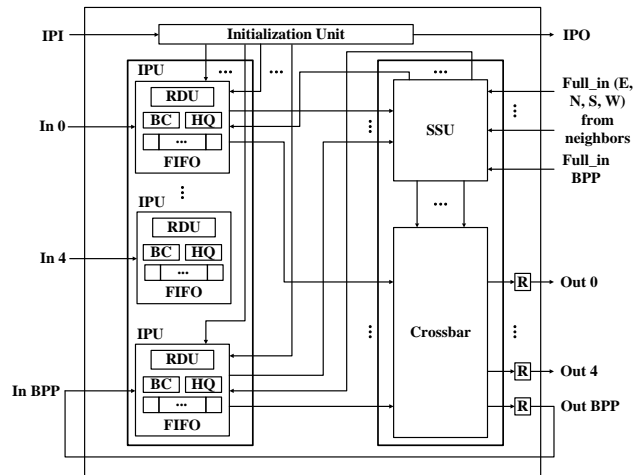 IPI
Initialization Unit
IPO
IPU
...
...
...
RDU
BC
HQ
...
FIFO
In 0
SSU
Full_in (E,
N, S, W)
from
neighbors
Full_in
BPP
...
...
...
...
IPU
RDU
BC
HQ
...
FIFO
In 4
...
Crossbar
R
Out 0
...
...
IPU
RDU
BC
HQ
...
FIFO
In BPP
R
Out 4
R
Out BPP